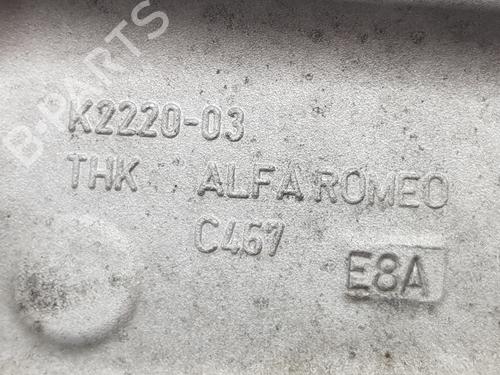 B-PARTS
K2220-03
THK ALFA ROMEO
C467
E8A